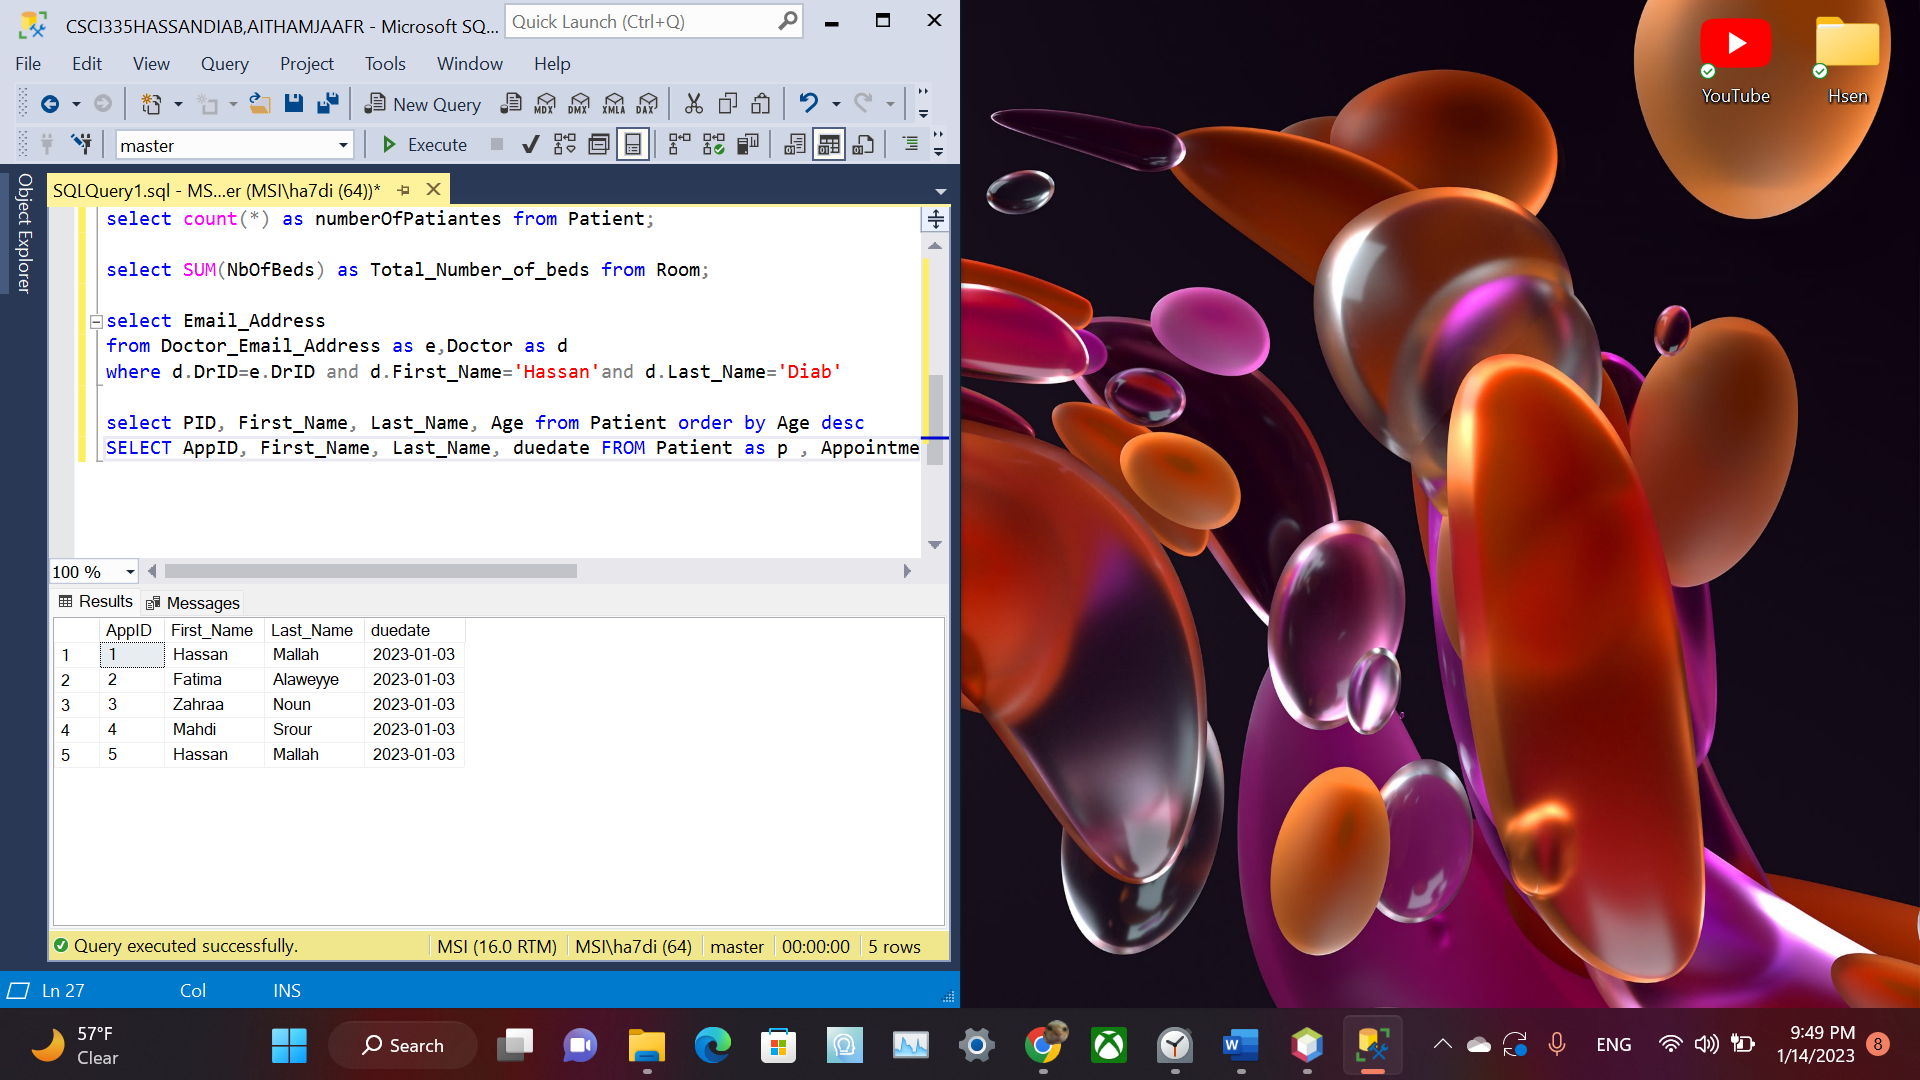 CSCI335HASSANDIAB,AITHAMJAAFR - Microsoft SQ...
Quick Launch (Ctrl+Q)
File Edit View Query Project Tools Window Help
New Query MDX DMX XMLA DAX
master Execute
Object Explorer
SQLQuery1.sql - MS...er (MSI\ha7di (64))*
select count(*) as numberOfPatiantes from Patient;
select SUM(NbOfBeds) as Total_Number_of_beds from Room;
select Email_Address
from Doctor_Email_Address as e,Doctor as d
where d.DrID=e.DrID and d.First_Name='Hassan'and d.Last_Name='Diab'
select PID, First_Name, Last_Name, Age from Patient order by Age desc
SELECT AppID, First_Name, Last_Name, duedate FROM Patient as p , Appointme
100 %
Results Messages
AppID First_Name Last_Name duedate
1 1 Hassan Mallah 2023-01-03
2 2 Fatima Alaweyye 2023-01-03
3 3 Zahraa Noun 2023-01-03
4 4 Mahdi Srour 2023-01-03
5 5 Hassan Mallah 2023-01-03
Query executed successfully. MSI (16.0 RTM) MSI\ha7di (64) master 00:00:00 5 rows
Ln 27 Col INS
YouTube
Hsen
57°F
Clear
Search
W
ENG
9:49 PM
1/14/2023
8